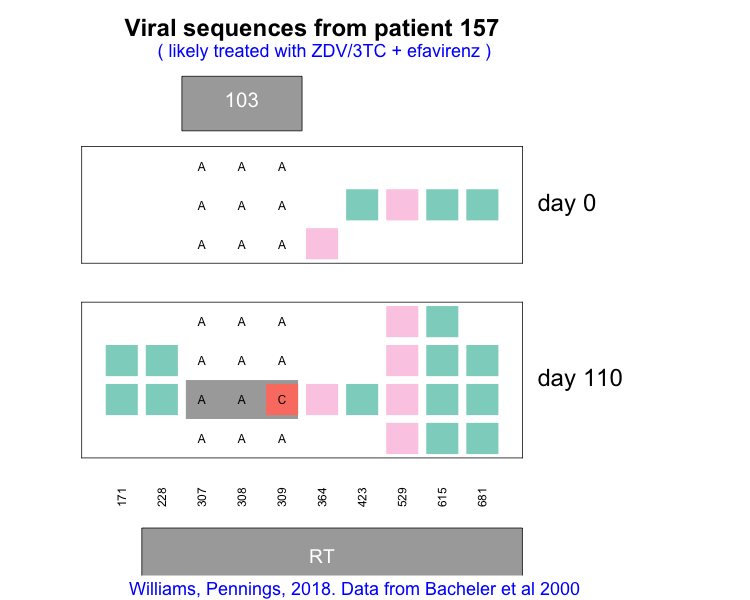 Viral sequences from patient 157
( likely treated with ZDV/3TC + efavirenz )
103
A A A
A A A
day 0
A A A
A A A
A A A
day 110
A A C
A A A
171 228 307 308 309 364 423 529 615 681
RT
Williams, Pennings, 2018. Data from Bacheler et al 2000